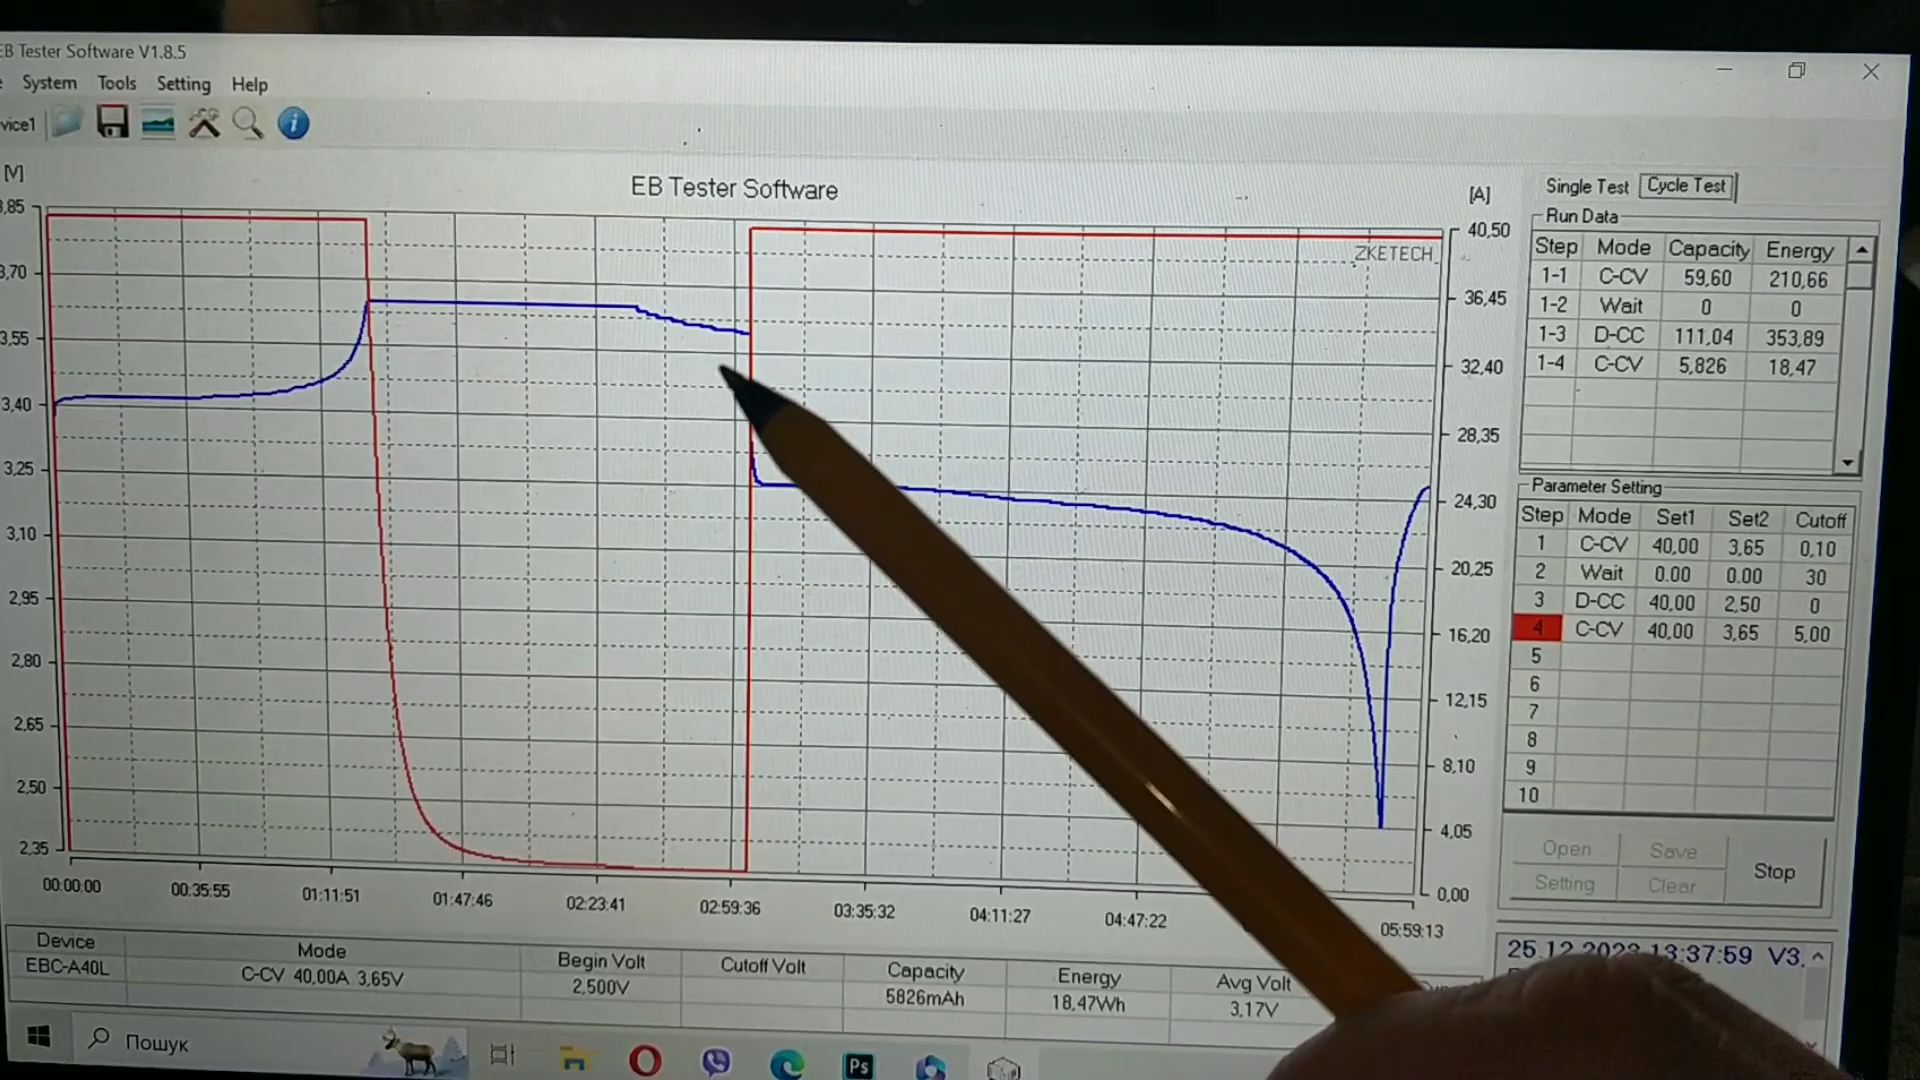 EB Tester Software V1.8.5
System Tools Setting Help
vice1
[V]
EB Tester Software
[A]
ZKETECH
3,85
3,70
3,55
3,40
3,25
3,10
2,95
2,80
2,65
2,50
2,35
40,50
36,45
32,40
28,35
24,30
20,25
16,20
12,15
8,10
4,05
0,00
00:00:00 00:35:55 01:11:51 01:47:46 02:23:41 02:59:36 03:35:32 04:11:27 04:47:22 05:59:13
Single Test Cycle Test
Run Data
Step Mode Capacity Energy
1-1 C-CV 59,60 210,66
1-2 Wait 0 0
1-3 D-CC 111,04 353,89
1-4 C-CV 5,826 18,47
Parameter Setting
Step Mode Set1 Set2 Cutoff
1 C-CV 40,00 3,65 0,10
2 Wait 0.00 0.00 30
3 D-CC 40,00 2,50 0
4 C-CV 40,00 3,65 5,00
5
6
7
8
9
10
Open Save Stop
Setting Clear
25.12.2023 13:37:59 V3.
Device Mode Begin Volt Cutoff Volt Capacity Energy Avg Volt
EBC-A40L C-CV 40,00A 3,65V 2,500V 5826mAh 18,47Wh 3,17V
Пошук
Ps